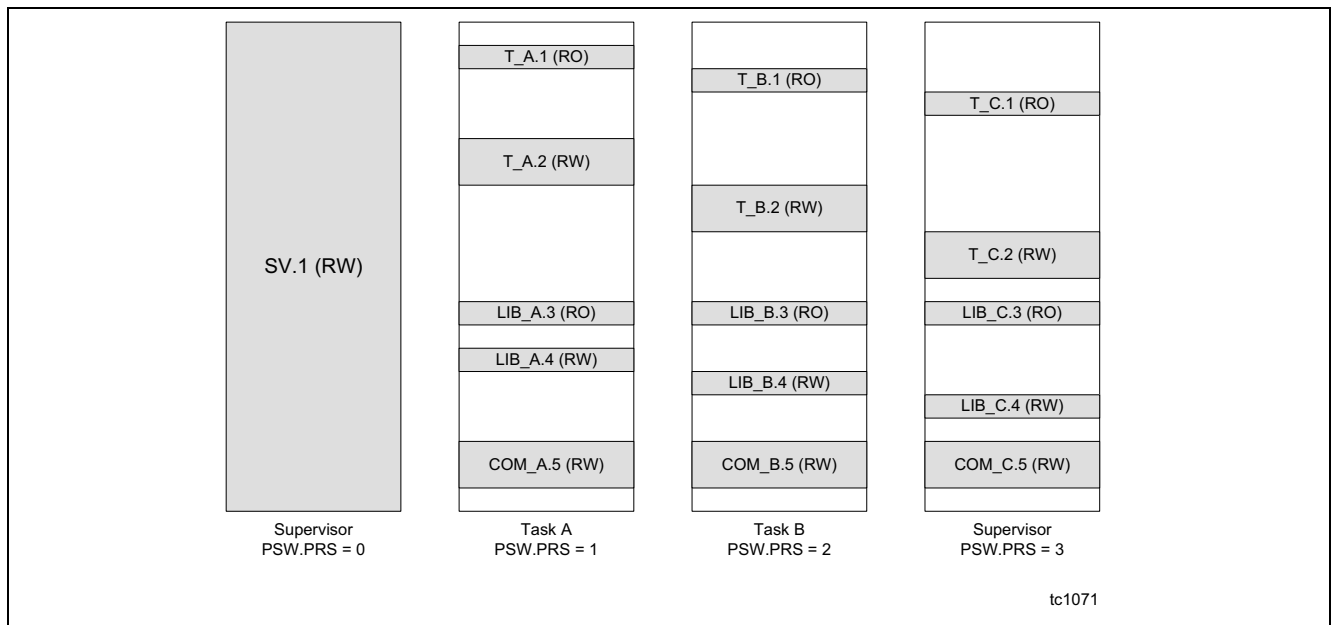 T_A.1 (RO)
T_B.1 (RO)
T_C.1 (RO)
T_A.2 (RW)
T_B.2 (RW)
T_C.2 (RW)
SV.1 (RW)
LIB_A.3 (RO)
LIB_B.3 (RO)
LIB_C.3 (RO)
LIB_A.4 (RW)
LIB_B.4 (RW)
LIB_C.4 (RW)
COM_A.5 (RW)
COM_B.5 (RW)
COM_C.5 (RW)
Supervisor
PSW.PRS = 0
Task A
PSW.PRS = 1
Task B
PSW.PRS = 2
Supervisor
PSW.PRS = 3
tc1071